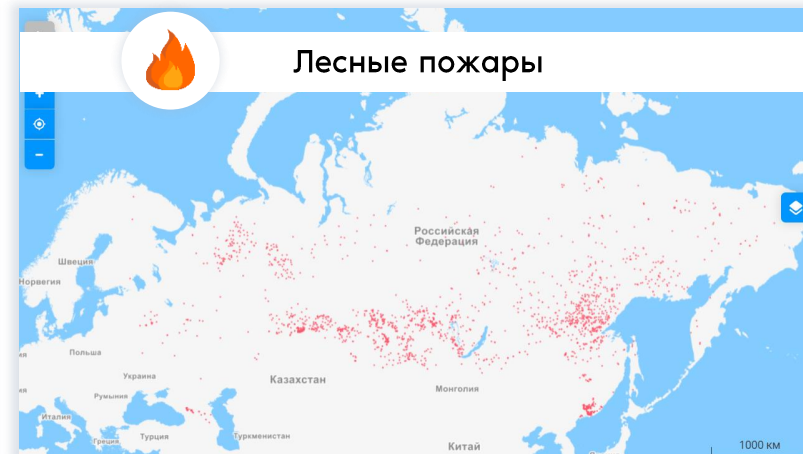 Лесные пожары
Российская
Федерация
Швеция
Норвегия
Польша
Украина
Казахстан
Монголия
Румыния
Италия
Греция
Турция
Туркменистан
Китай
1000 км